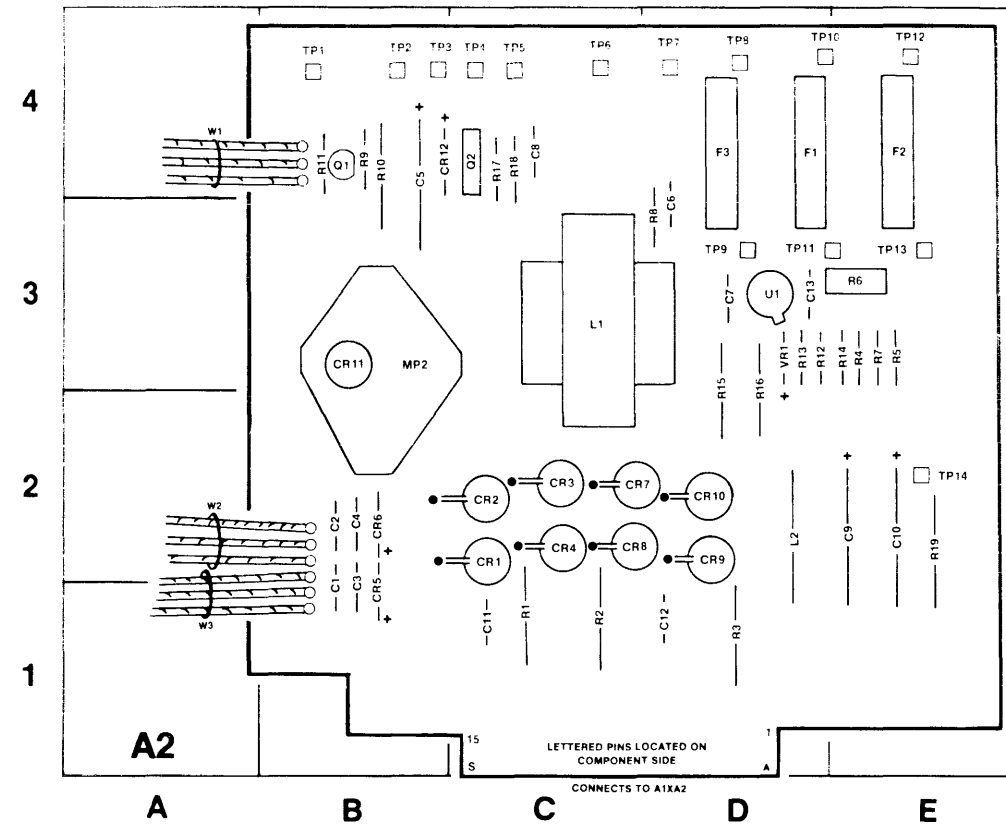 TP1 TP2 TP3 TP4 TP5 TP6 TP7 TP8 TP10 TP12
4
W1
R11 Q1 R9 R10 C5 + CR12 + Q2 R17 R18 C8 F3 F1 F2
R8 C6
TP9 TP11 TP13
3
C7 U1 C13 R6
L1
CR11 MP2
R15 R16 VR1 + R13 R12 R14 R4 R7 R5
2
CR2 CR3 CR7 CR10 + + TP14
W2
C2 C4 CR6 +
CR1 CR4 CR8 CR9 L2 C9 C10 R19
C1 C3 CR5 +
W3
C11 R1 R2 C12 R3
1
A2
15 1
LETTERED PINS LOCATED ON
COMPONENT SIDE
S A
CONNECTS TO A1XA2
A B C D E